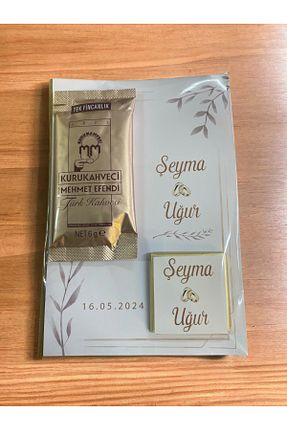 TEK FİNCANLIK
KURUKAHVECİ
MEHMET EFENDİ
Türk Kahvesi
NET 6 g e
Şeyma
Uğur
Şeyma
Uğur
16.05.2024